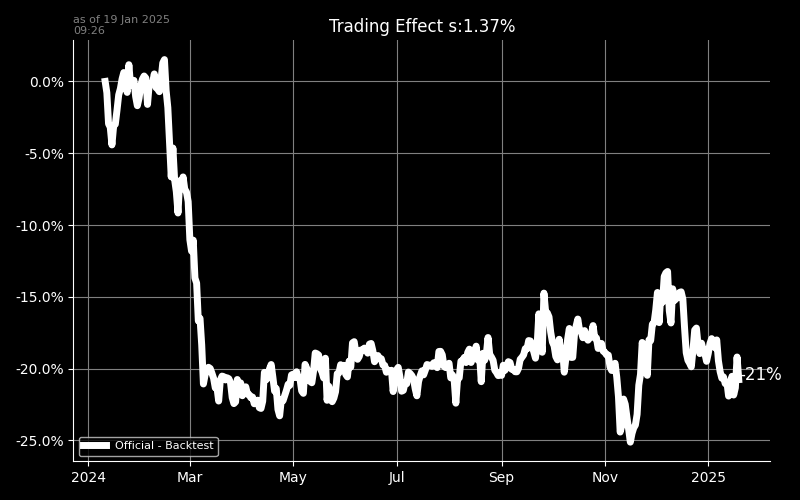 as of 19 Jan 2025
09:26
Trading Effect s:1.37%
0.0%
-5.0%
-10.0%
-15.0%
-20.0%
-25.0%
-21%
Official - Backtest
2024 Mar May Jul Sep Nov 2025